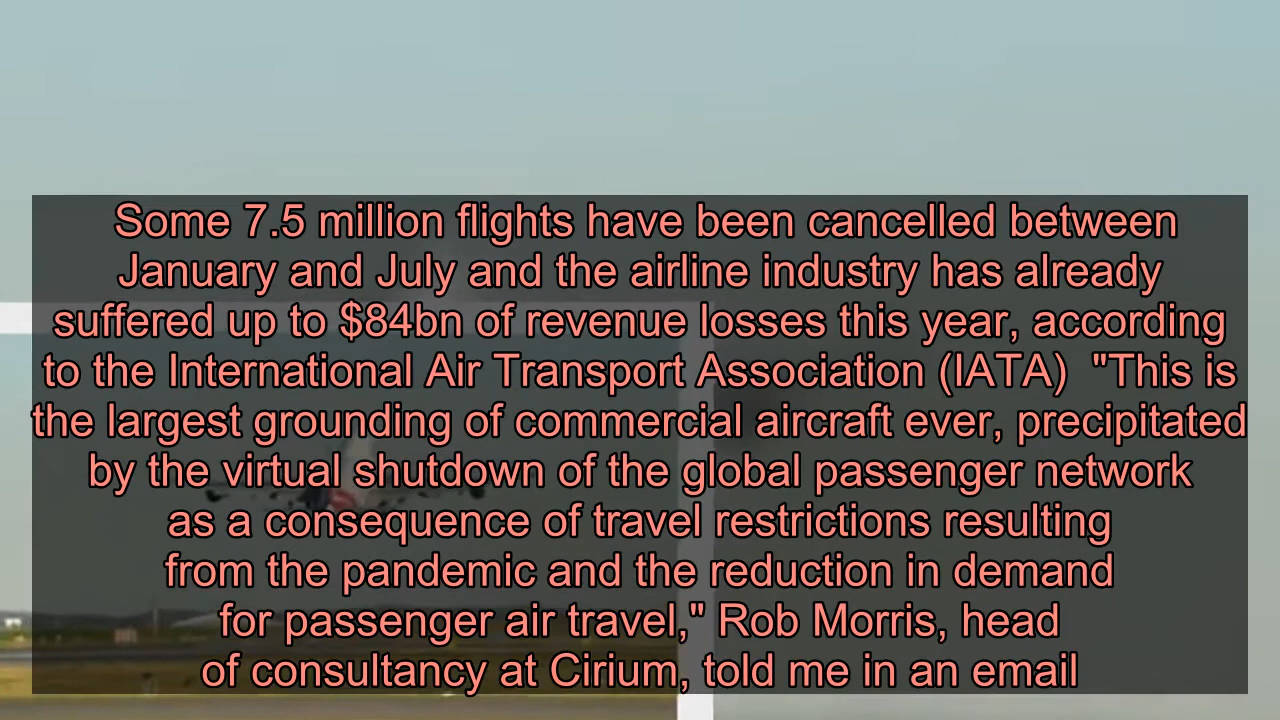 Some 7.5 million flights have been cancelled between
January and July and the airline industry has already
suffered up to $84bn of revenue losses this year, according
to the International Air Transport Association (IATA)  "This is
the largest grounding of commercial aircraft ever, precipitated
by the virtual shutdown of the global passenger network
as a consequence of travel restrictions resulting
from the pandemic and the reduction in demand
for passenger air travel," Rob Morris, head
of consultancy at Cirium, told me in an email